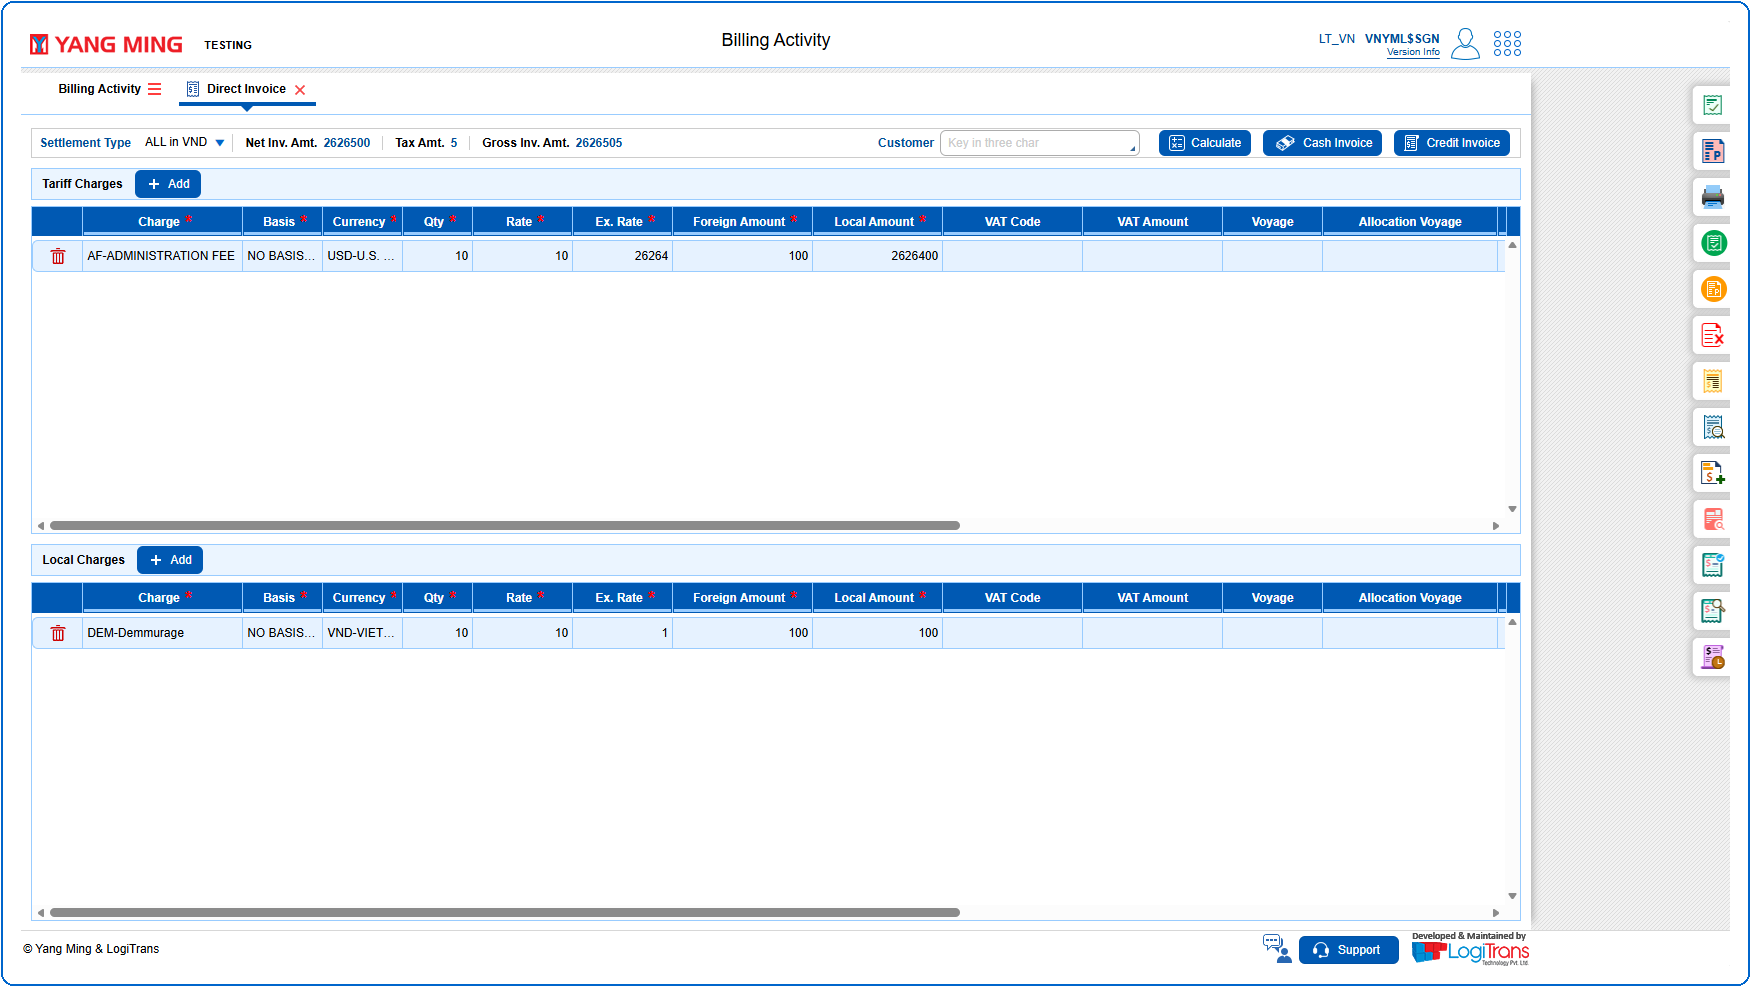 YANG MING TESTING
Billing Activity
LT_VN VNYML$SGN
Version Info
Billing Activity
Direct Invoice
Settlement Type ALL in VND Net Inv. Amt. 2626500 Tax Amt. 5 Gross Inv. Amt. 2626505 Customer Key in three char Calculate Cash Invoice Credit Invoice
Tariff Charges + Add
Charge * Basis * Currency * Qty * Rate * Ex. Rate * Foreign Amount * Local Amount * VAT Code VAT Amount Voyage Allocation Voyage
AF-ADMINISTRATION FEE NO BASIS... USD-U.S. ... 10 10 26264 100 2626400
Local Charges + Add
Charge * Basis * Currency * Qty * Rate * Ex. Rate * Foreign Amount * Local Amount * VAT Code VAT Amount Voyage Allocation Voyage
DEM-Demmurage NO BASIS... VND-VIET... 10 10 1 100 100
© Yang Ming & LogiTrans
Support
Developed & Maintained by
LogiTrans
Technology Pvt. Ltd.